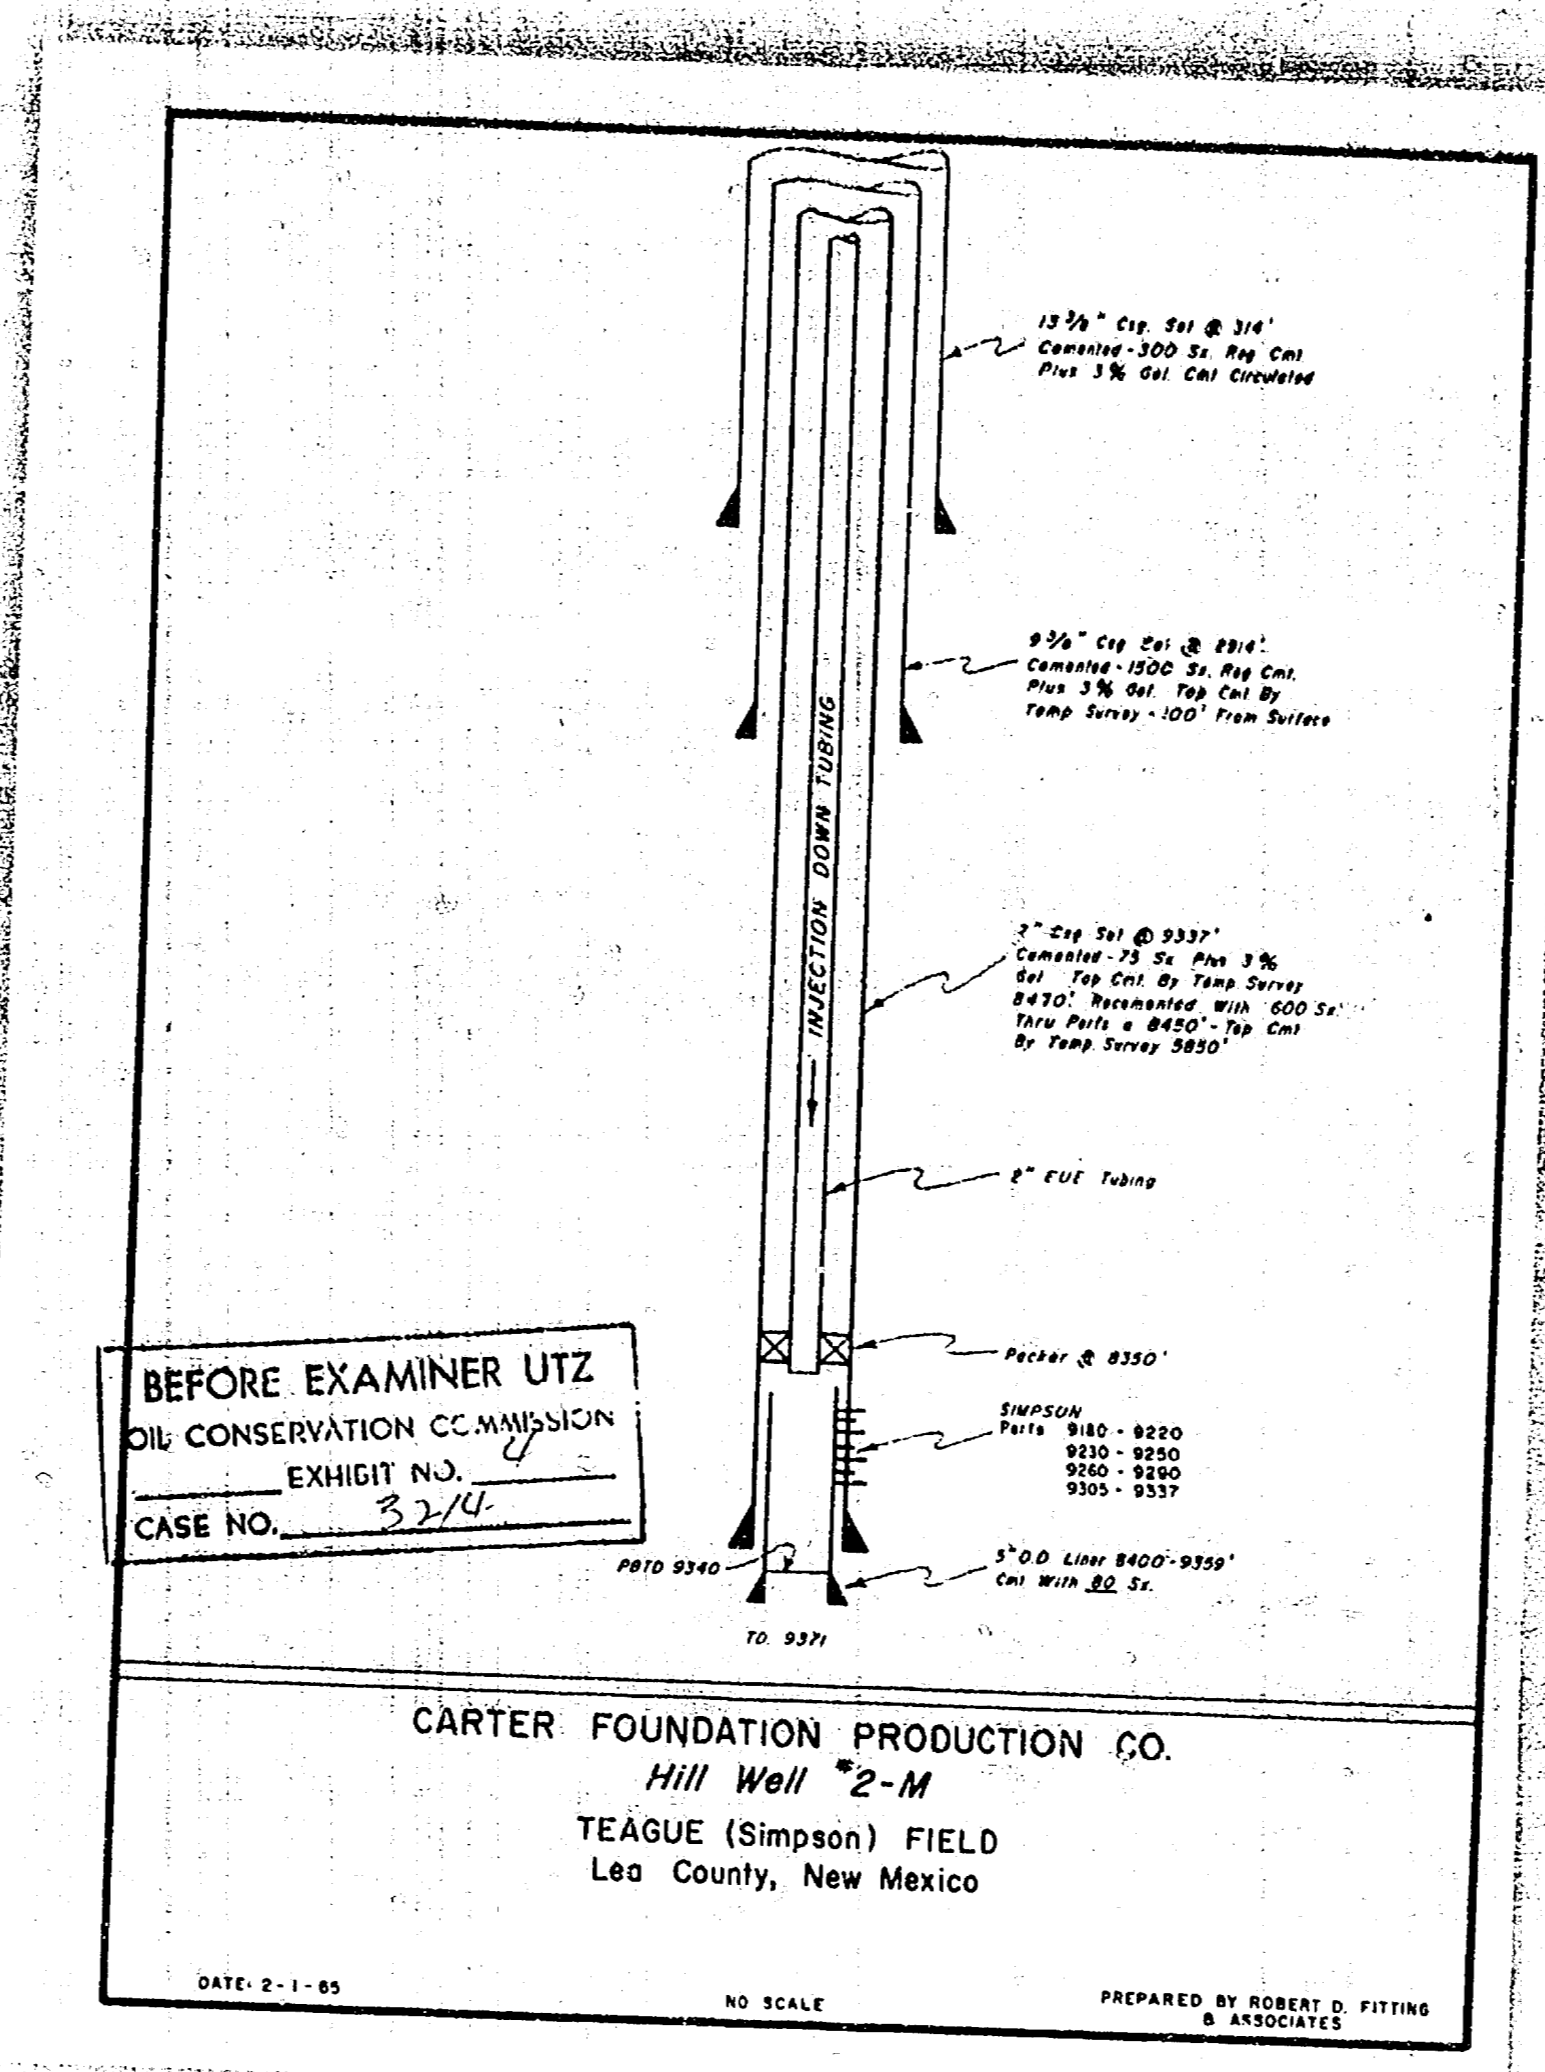 13 3/8" Csg. Set @ 314'
Cemented - 300 Sx. Reg Cmt.
Plus 3% Gel. Cmt Circulated
9 5/8" Csg Set @ 2914'.
Cemented - 1500 Sx. Reg Cmt.
Plus 3% Gel. Top Cmt By
Temp Survey - 100' From Surface
INJECTION DOWN TUBING
7" Csg Set @ 9337'
Cemented - 75 Sx Plus 3%
Gel Top Cmt. By Temp. Survey
8470'. Recemented With 600 Sx.
Thru Perfs @ 8450' - Top Cmt
By Temp. Survey 5850'
2" EUE Tubing
Packer @ 8350'
SIMPSON
Perfs 9180 - 9220
9230 - 9250
9260 - 9290
9305 - 9337
BEFORE EXAMINER UTZ
OIL CONSERVATION COMMISSION
EXHIBIT NO. 4
CASE NO. 3214
PBTD 9340
5" O.D. Liner 8400'-9359'
Cmt With 80 Sx.
TD. 9371
CARTER FOUNDATION PRODUCTION CO.
Hill Well #2-M
TEAGUE (Simpson) FIELD
Lea County, New Mexico
DATE: 2-1-65
NO SCALE
PREPARED BY ROBERT D. FITTING
& ASSOCIATES